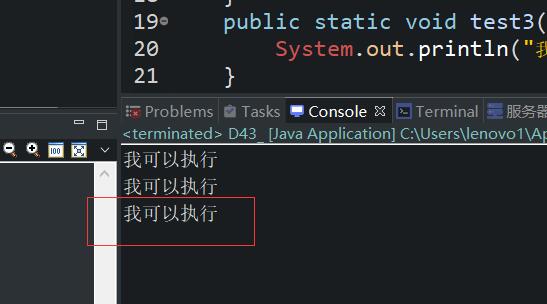 18 }
19 public static void test3(
20 System.out.println("我
21 }
Problems Tasks Console Terminal 服务器
<terminated> D43_ [Java Application] C:\Users\lenovo1\Ap
100
我可以执行
我可以执行
我可以执行